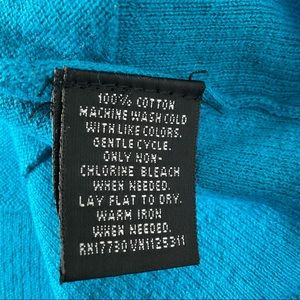 100% COTTON
MACHINE WASH COLD
WITH LIKE COLORS.
GENTLE CYCLE.
ONLY NON-
CHLORINE BLEACH
WHEN NEEDED.
LAY FLAT TO DRY.
WARM IRON
WHEN NEEDED.
RN17730 VN1125311